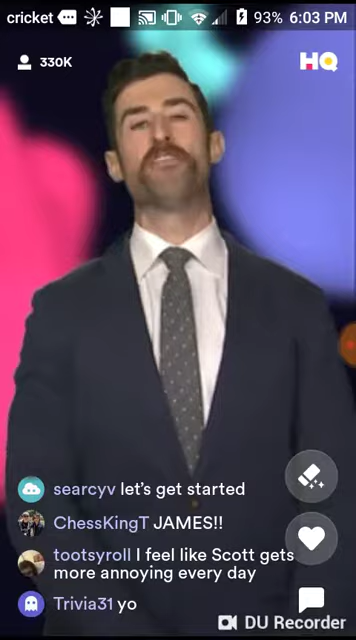 cricket 93% 6:03 PM
330K
HQ
searcyv let's get started
ChessKingT JAMES!!
tootsyroll I feel like Scott gets
more annoying every day
Trivia31 yo
DU Recorder